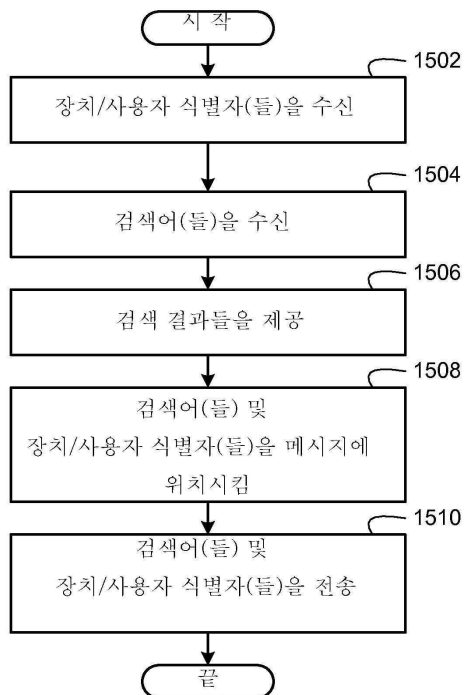 시 작
1502
장치/사용자 식별자(들)을 수신
1504
검색어(들)을 수신
1506
검색 결과들을 제공
1508
검색어(들) 및
장치/사용자 식별자(들)을 메시지에
위치시킴
1510
검색어(들) 및
장치/사용자 식별자(들)을 전송
끝